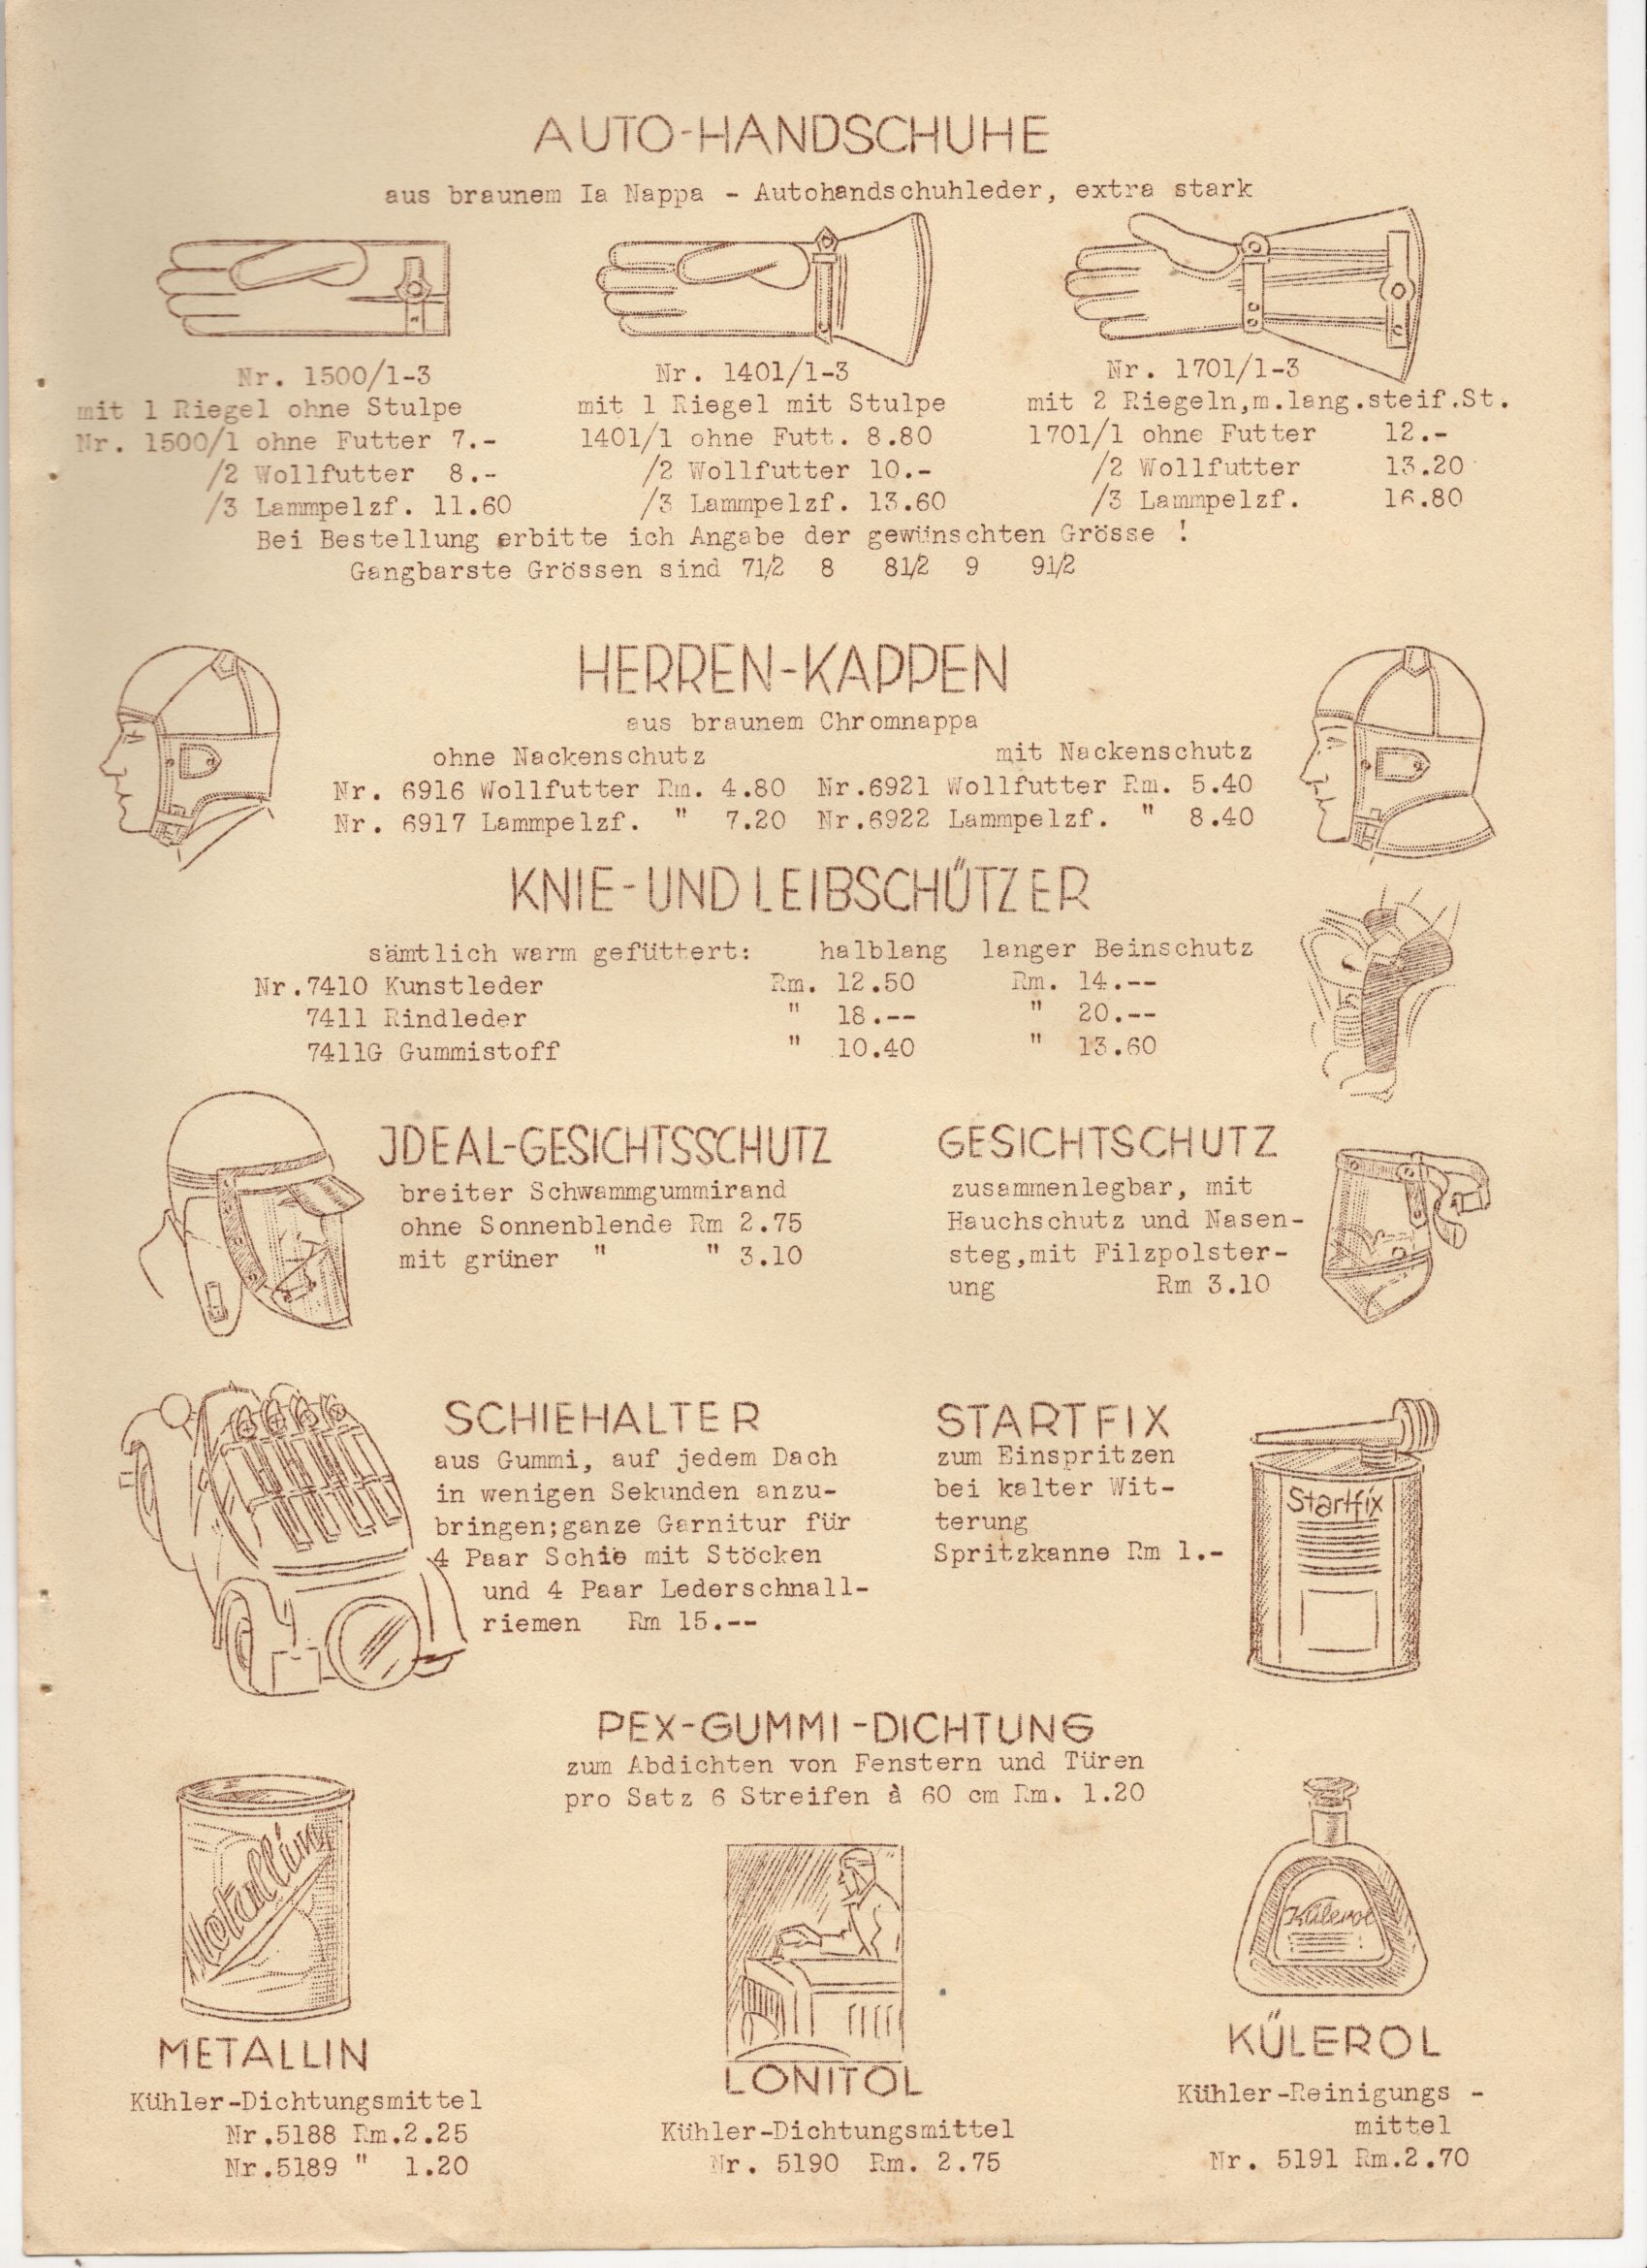 AUTO-HANDSCHUHE
aus braunem Ia Nappa - Autohandschuhleder, extra stark
Nr. 1500/1-3
mit 1 Riegel ohne Stulpe
Nr. 1500/1 ohne Futter 7.-
/2 Wollfutter 8.-
/3 Lammpelzf. 11.60
Nr. 1401/1-3
mit 1 Riegel mit Stulpe
1401/1 ohne Futt. 8.80
/2 Wollfutter 10.-
/3 Lammpelzf. 13.60
Nr. 1701/1-3
mit 2 Riegeln,m.lang.steif.St.
1701/1 ohne Futter 12.-
/2 Wollfutter 13.20
/3 Lammpelzf. 16.80
Bei Bestellung erbitte ich Angabe der gewünschten Grösse !
Gangbarste Grössen sind 71/2 8 81/2 9 91/2
HERREN-KAPPEN
aus braunem Chromnappa
ohne Nackenschutz mit Nackenschutz
Nr. 6916 Wollfutter Rm. 4.80 Nr.6921 Wollfutter Rm. 5.40
Nr. 6917 Lammpelzf. " 7.20 Nr.6922 Lammpelzf. " 8.40
KNIE-UND LEIBSCHÜTZER
sämtlich warm gefüttert: halblang langer Beinschutz
Nr.7410 Kunstleder Rm. 12.50 Rm. 14.--
7411 Rindleder " 18.-- " 20.--
7411G Gummistoff " 10.40 " 13.60
JDEAL-GESICHTSSCHUTZ
breiter Schwammgummirand
ohne Sonnenblende Rm 2.75
mit grüner " " 3.10
GESICHTSCHUTZ
zusammenlegbar, mit
Hauchschutz und Nasen-
steg,mit Filzpolster-
ung Rm 3.10
SCHIEHALTER
aus Gummi, auf jedem Dach
in wenigen Sekunden anzu-
bringen;ganze Garnitur für
4 Paar Schie mit Stöcken
und 4 Paar Lederschnall-
riemen Rm 15.--
STARTFIX
zum Einspritzen
bei kalter Wit-
terung
Spritzkanne Rm 1.-
Startfix
PEX-GUMMI-DICHTUNG
zum Abdichten von Fenstern und Türen
pro Satz 6 Streifen à 60 cm Rm. 1.20
Metallin
METALLIN
Kühler-Dichtungsmittel
Nr.5188 Rm.2.25
Nr.5189 " 1.20
LONITOL
Kühler-Dichtungsmittel
Nr. 5190 Rm. 2.75
Külerol
KÜLEROL
Kühler-Reinigungs -
mittel
Nr. 5191 Rm.2.70